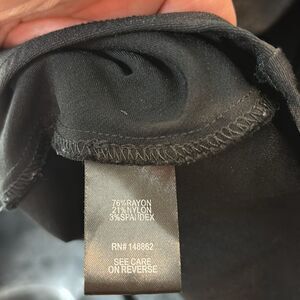 76%RAYON
21%NYLON
3%SPANDEX
RN# 148862
SEE CARE
ON REVERSE